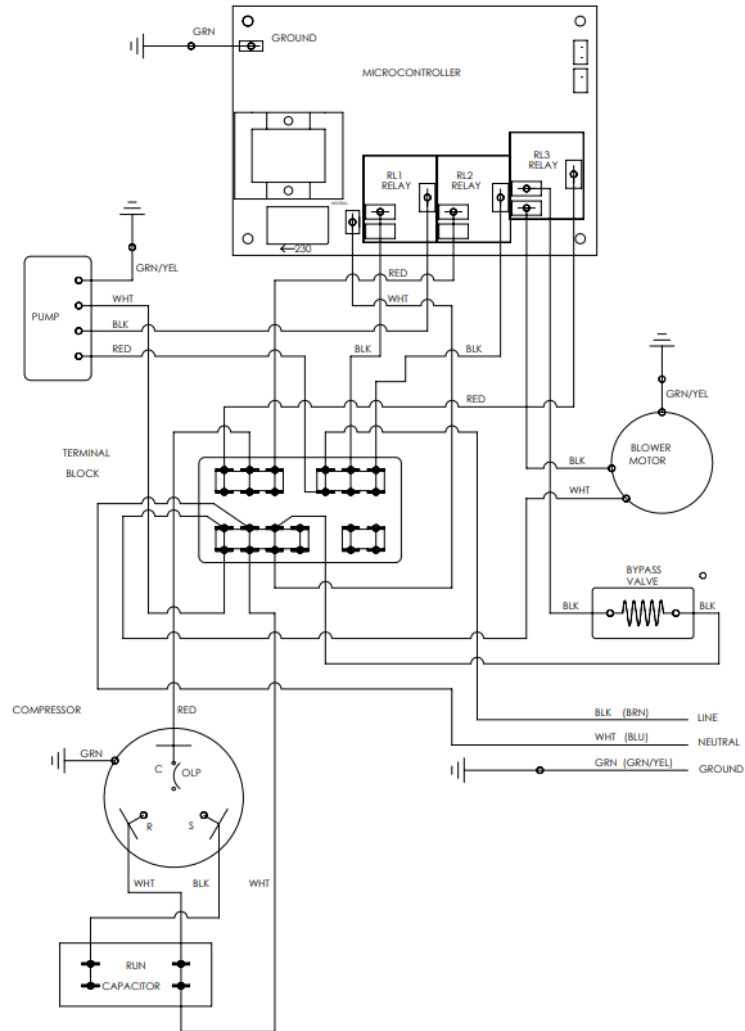 GRN
GROUND
MICROCONTROLLER
RL1
RELAY
RL2
RELAY
RL3
RELAY
←230
GRN/YEL
PUMP
WHT
BLK
RED
RED
WHT
BLK
BLK
RED
GRN/YEL
BLOWER
MOTOR
BLK
WHT
TERMINAL
BLOCK
BYPASS
VALVE
BLK
BLK
COMPRESSOR
RED
BLK (BRN)
LINE
WHT (BLU)
NEUTRAL
GRN (GRN/YEL)
GROUND
GRN
C
OLP
R
S
WHT
BLK
WHT
RUN
CAPACITOR